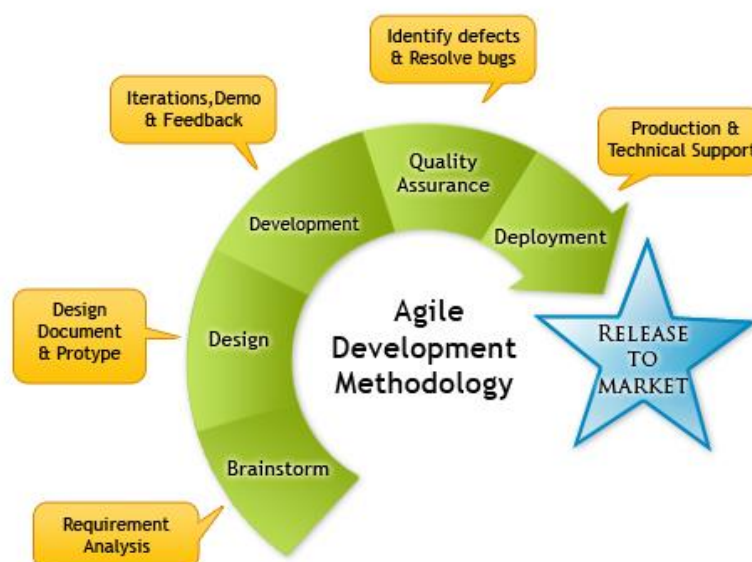 Identify defects
& Resolve bugs
Iterations,Demo
& Feedback
Production &
Technical Support
Quality
Assurance
Development
Deployment
Design
Document
& Protype
Design
Agile
Development
Methodology
RELEASE
TO
MARKET
Brainstorm
Requirement
Analysis